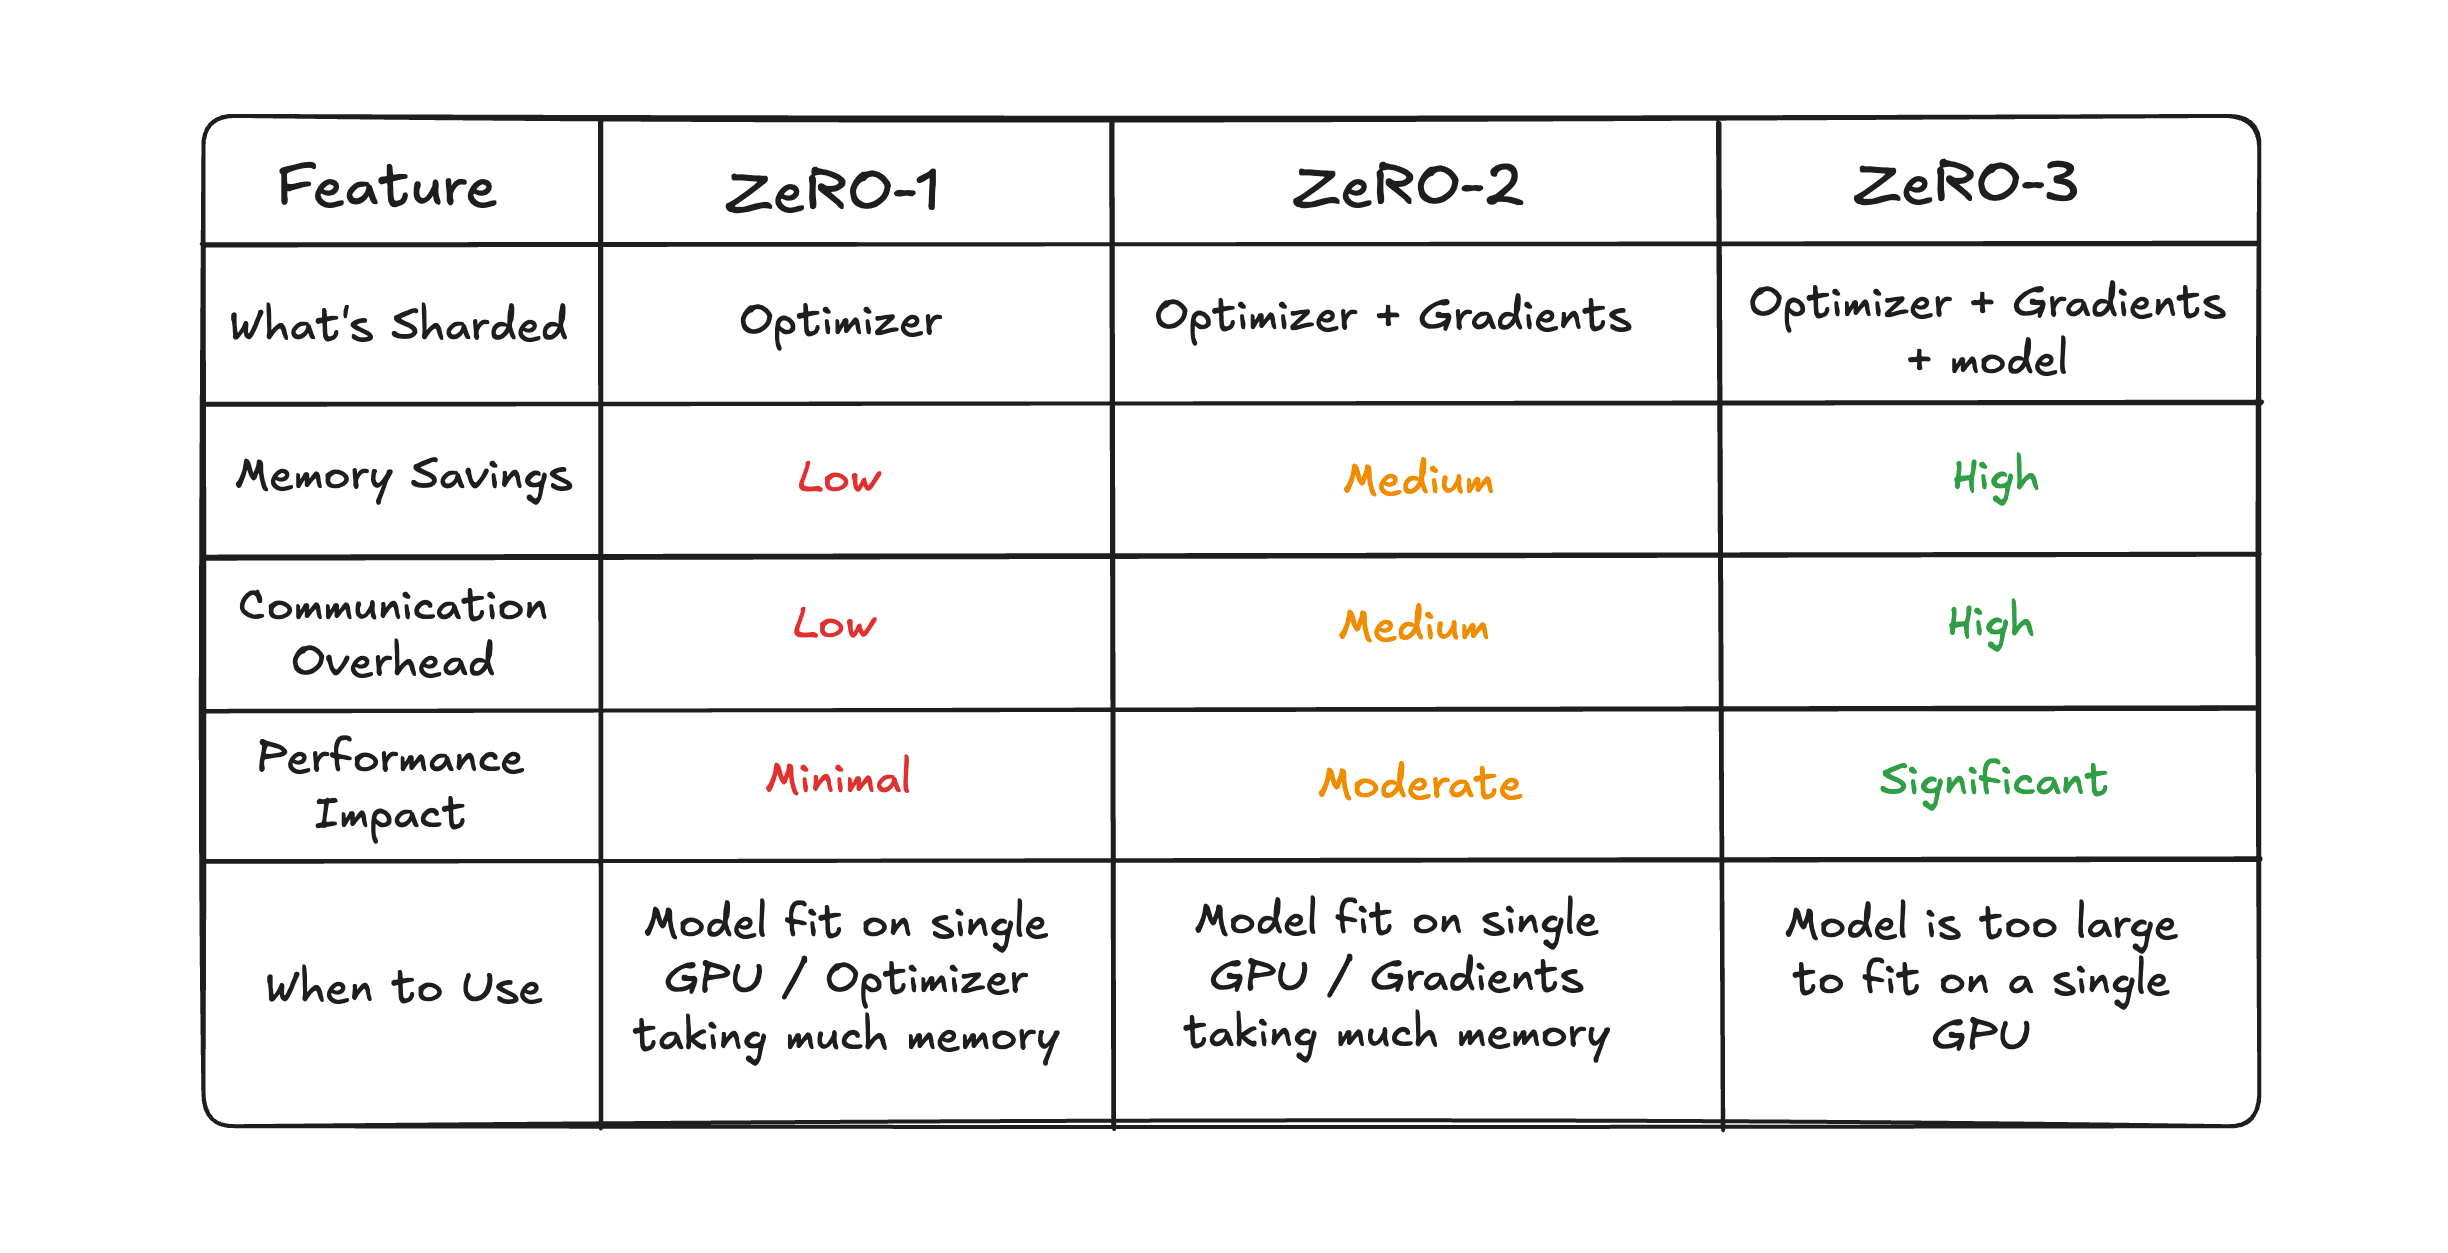 Feature
ZeRO-1
ZeRO-2
ZeRO-3
What's Sharded
Optimizer
Optimizer + Gradients
Optimizer + Gradients
+ model
Memory Savings
Low
Medium
High
Communication
Overhead
Low
Medium
High
Performance
Impact
Minimal
Moderate
Significant
When to Use
Model fit on single
GPU / Optimizer
taking much memory
Model fit on single
GPU / Gradients
taking much memory
Model is too large
to fit on a single
GPU